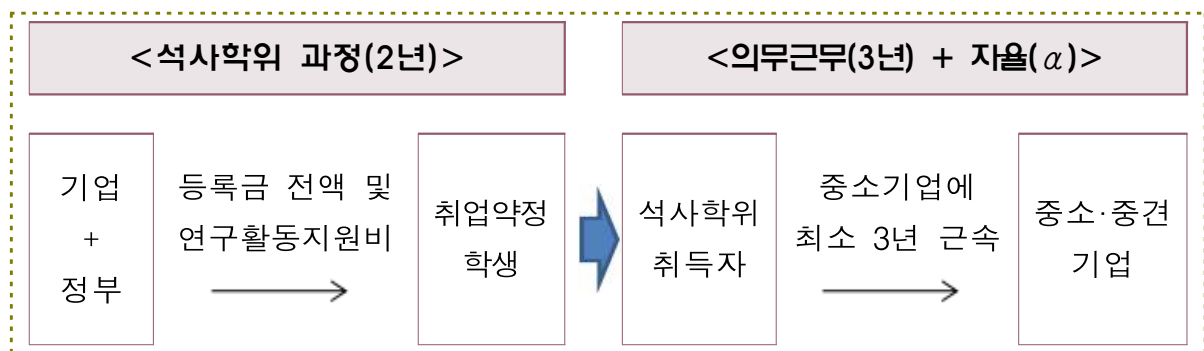 <석사학위 과정(2년)>
<의무근무(3년) + 자율(α)>
기업
+
정부
등록금 전액 및
연구활동지원비
취업약정
학생
석사학위
취득자
중소기업에
최소 3년 근속
중소·중견
기업